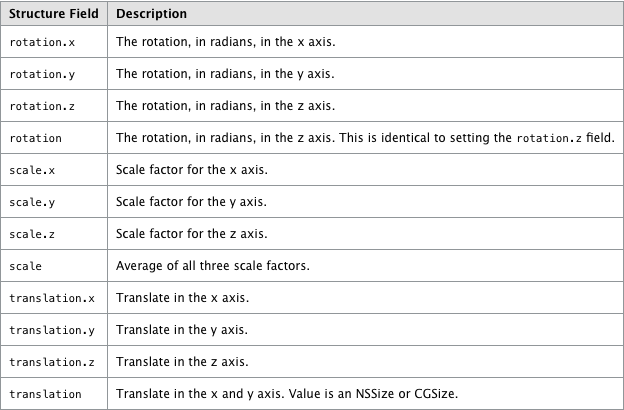 Structure Field Description
rotation.x The rotation, in radians, in the x axis.
rotation.y The rotation, in radians, in the y axis.
rotation.z The rotation, in radians, in the z axis.
rotation The rotation, in radians, in the z axis. This is identical to setting the rotation.z field.
scale.x Scale factor for the x axis.
scale.y Scale factor for the y axis.
scale.z Scale factor for the z axis.
scale Average of all three scale factors.
translation.x Translate in the x axis.
translation.y Translate in the y axis.
translation.z Translate in the z axis.
translation Translate in the x and y axis. Value is an NSSize or CGSize.